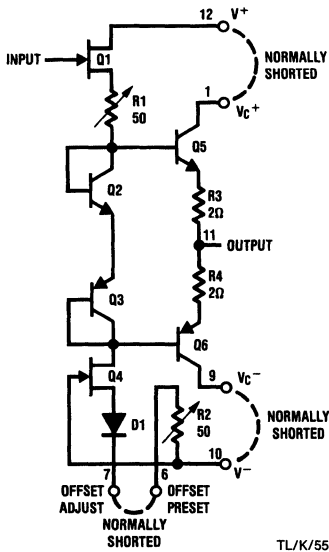 12 V+
INPUT
Q1
NORMALLY
SHORTED
1 VC+
R1
50
Q5
Q2
R3
2Ω
11
OUTPUT
R4
2Ω
Q3
Q6
Q4
9 VC−
D1
R2
50
NORMALLY
SHORTED
10 V−
7 6
OFFSET
ADJUST
OFFSET
PRESET
NORMALLY
SHORTED
TL/K/55